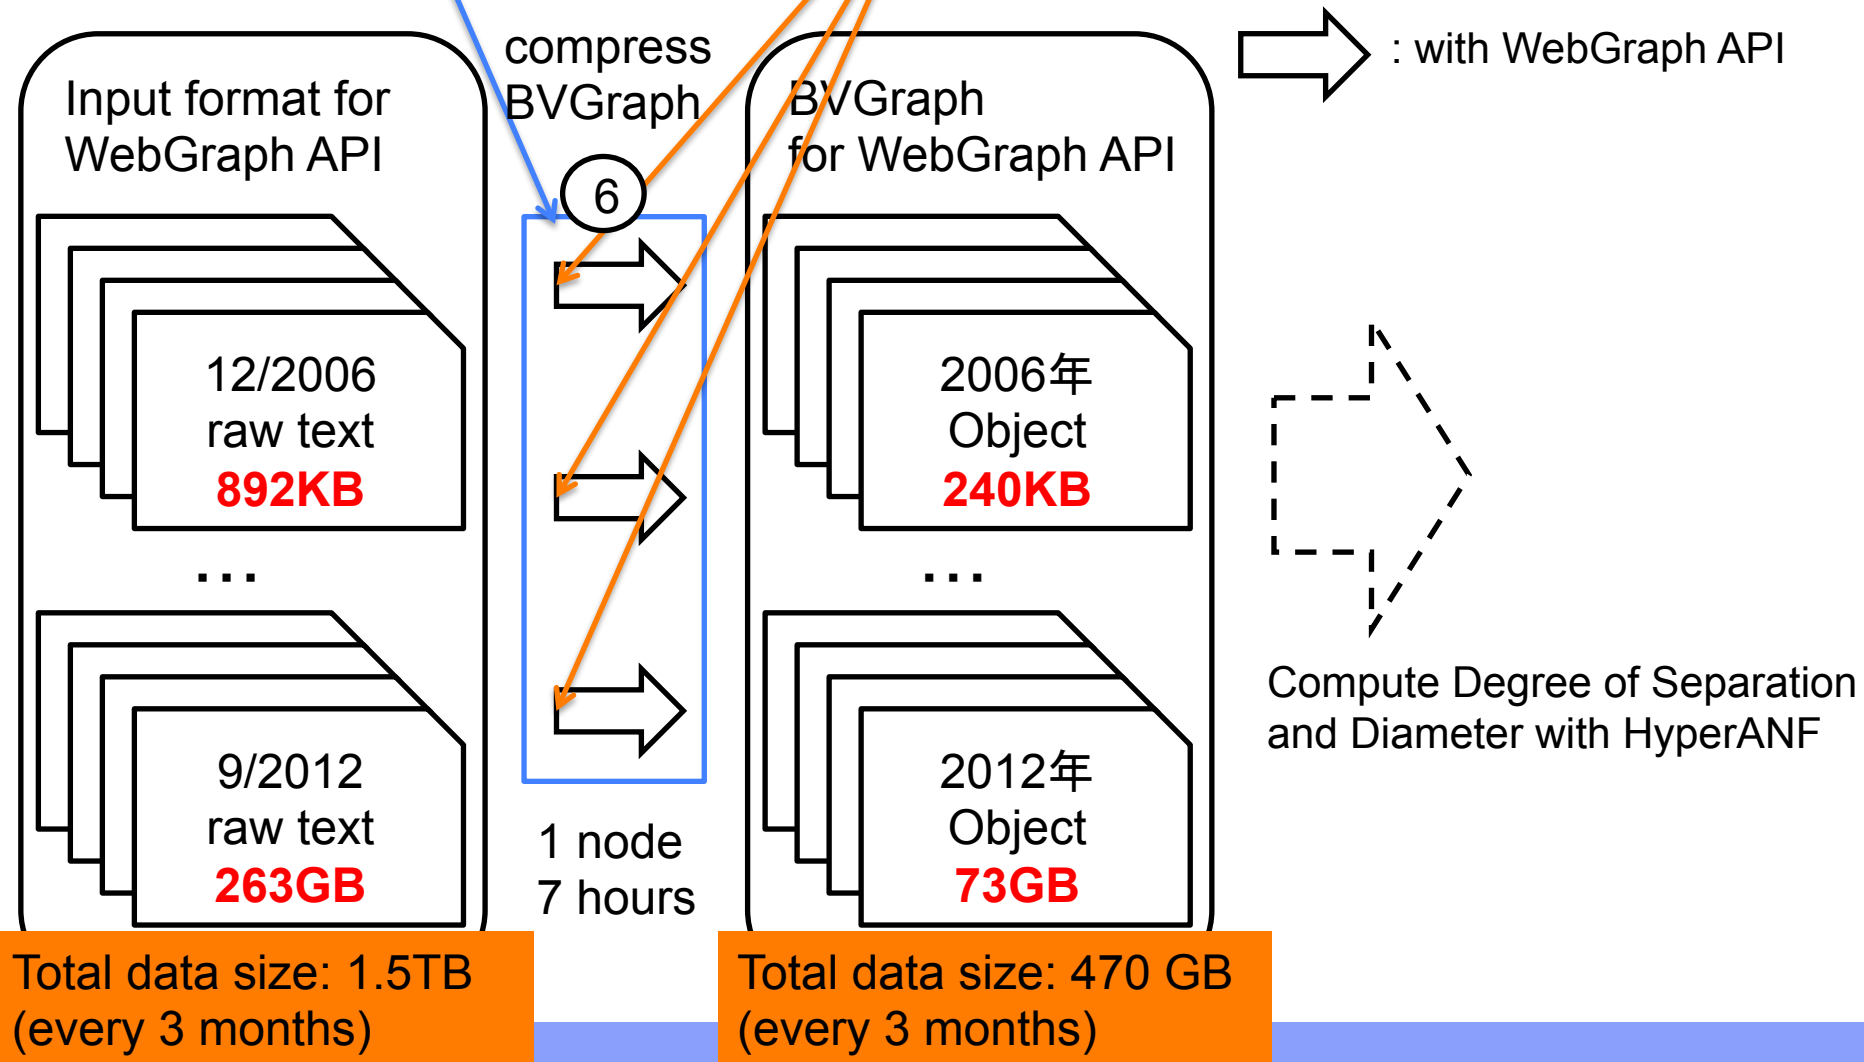 compress
BVGraph
: with WebGraph API
Input format for
WebGraph API
BVGraph
for WebGraph API
6
12/2006
raw text
892KB
2006年
Object
240KB
...
...
9/2012
raw text
263GB
1 node
7 hours
2012年
Object
73GB
Compute Degree of Separation
and Diameter with HyperANF
Total data size: 1.5TB
(every 3 months)
Total data size: 470 GB
(every 3 months)